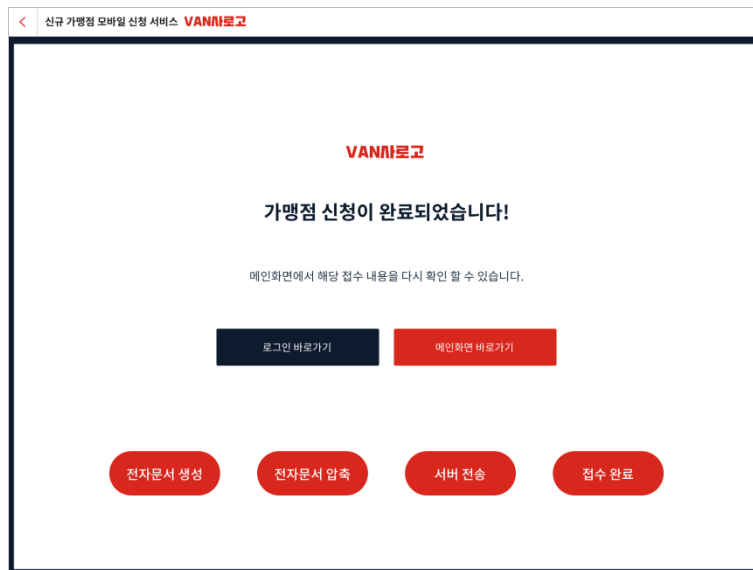 신규 가맹점 모바일 신청 서비스 VAN사로고
VAN사로고
가맹점 신청이 완료되었습니다!
메인화면에서 해당 접수 내용을 다시 확인 할 수 있습니다.
로그인 바로가기 메인화면 바로가기
전자문서 생성 전자문서 압축 서버 전송 접수 완료